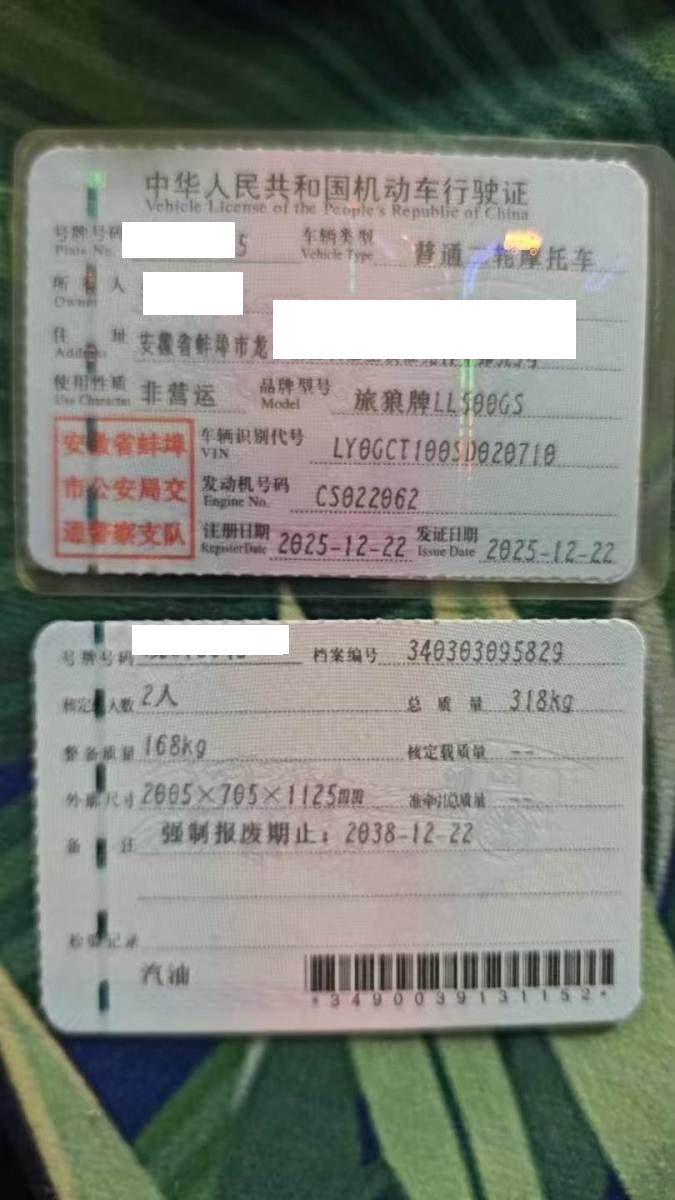 中华人民共和国机动车行驶证
Vehicle License of the People's Republic of China
号牌号码 5 车辆类型 普通二轮摩托车
Plate No. Vehicle Type
所有人
Owner
住址 安徽省蚌埠市龙
Address
使用性质 非营运 品牌型号 旅狼牌LL500GS
Use Character Model
安徽省蚌埠
市公安局交
通警察支队
车辆识别代号 LY0GCT100SD020710
VIN
发动机号码 CS022062
Engine No.
注册日期 2025-12-22 发证日期 2025-12-22
Register Date Issue Date
号牌号码 档案编号 340303095829
核定载人数 2人 总质量 318kg
整备质量 168kg 核定载质量 --
外廓尺寸 2005×705×1125mm 准牵引总质量 --
备注 强制报废期止：2038-12-22
检验记录
汽油
*3490039131152*